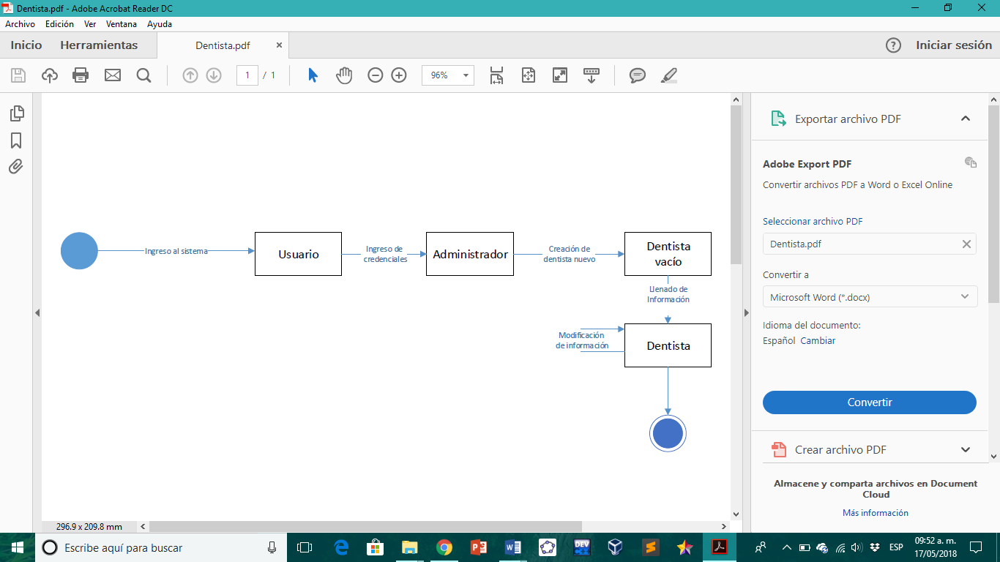 Dentista.pdf - Adobe Acrobat Reader DC
Archivo Edición Ver Ventana Ayuda
Inicio Herramientas Dentista.pdf × ? Iniciar sesión
1 / 1 96%
Exportar archivo PDF
Adobe Export PDF
Convertir archivos PDF a Word o Excel Online
Seleccionar archivo PDF
Dentista.pdf
Convertir a
Microsoft Word (*.docx)
Idioma del documento:
Español Cambiar
Convertir
Crear archivo PDF
Almacene y comparta archivos en Document
Cloud
Más información
Ingreso al sistema
Usuario
Ingreso de
credenciales
Administrador
Creación de
dentista nuevo
Dentista
vacío
Llenado de
Información
Modificación
de información
Dentista
296.9 x 209.8 mm
Escribe aquí para buscar
DEV
ESP
09:52 a. m.
17/05/2018